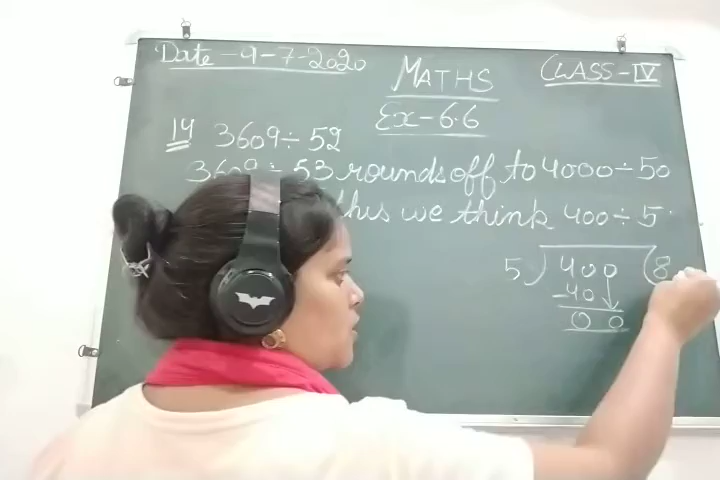 Date - 9-7-2020
MATHS
CLASS-IV
Ex-6.6
14 3609÷52
3609÷53 rounds off to 4000÷50
this we think 400÷5
5)400(8
-40
00